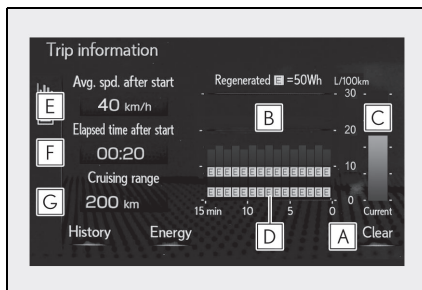 Trip information
Avg. spd. after start
E
40 km/h
Elapsed time after start
F
00:20
Cruising range
G
200 km
History
Energy
Regenerated E =50Wh
L/100km
30
B
C
20
10
E E E E E E E E E E E E E E E
E E E E E E E E E E E E E E E
0
15 min
10
5
0
Current
D
A
Clear